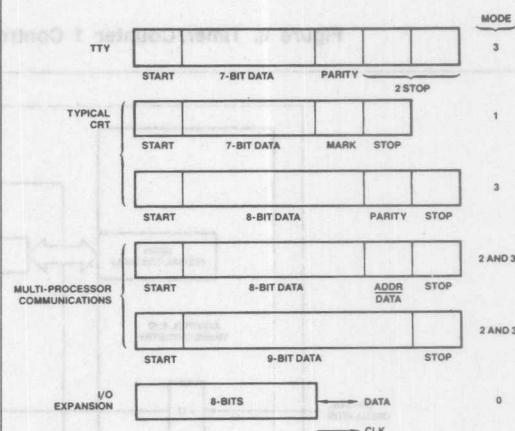 MODE
TTY
3
START 7-BIT DATA PARITY
2 STOP
TYPICAL
CRT
1
START 7-BIT DATA MARK STOP
3
START 8-BIT DATA PARITY STOP
MULTI-PROCESSOR
COMMUNICATIONS
2 AND 3
START 8-BIT DATA ADDR STOP
DATA
2 AND 3
START 9-BIT DATA STOP
I/O
EXPANSION
8-BITS
DATA
0
CLK